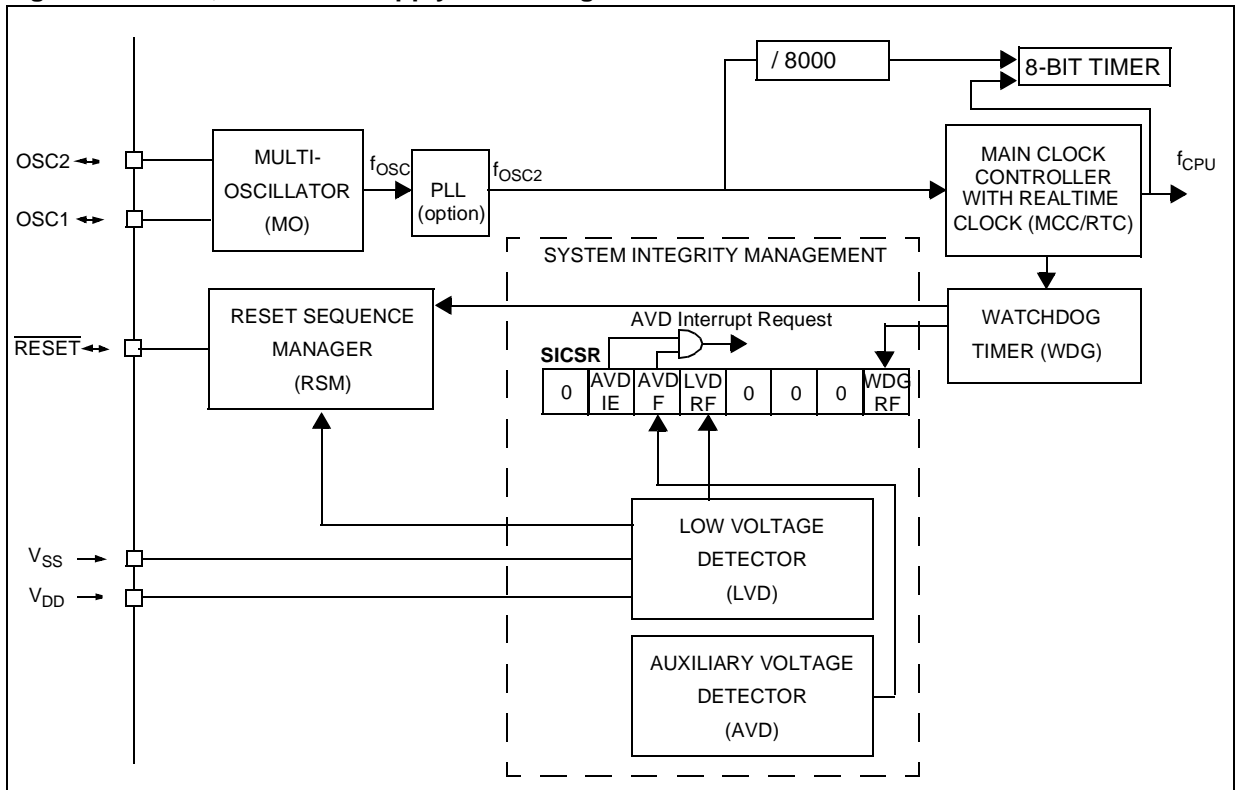 / 8000
8-BIT TIMER
OSC2
OSC1
MULTI-
OSCILLATOR
(MO)
fOSC
PLL
(option)
fOSC2
MAIN CLOCK
CONTROLLER
WITH REALTIME
CLOCK (MCC/RTC)
fCPU
SYSTEM INTEGRITY MANAGEMENT
RESET
RESET SEQUENCE
MANAGER
(RSM)
AVD Interrupt Request
WATCHDOG
TIMER (WDG)
SICSR
0
AVD
IE
AVD
F
LVD
RF
0
0
0
WDG
RF
VSS
VDD
LOW VOLTAGE
DETECTOR
(LVD)
AUXILIARY VOLTAGE
DETECTOR
(AVD)